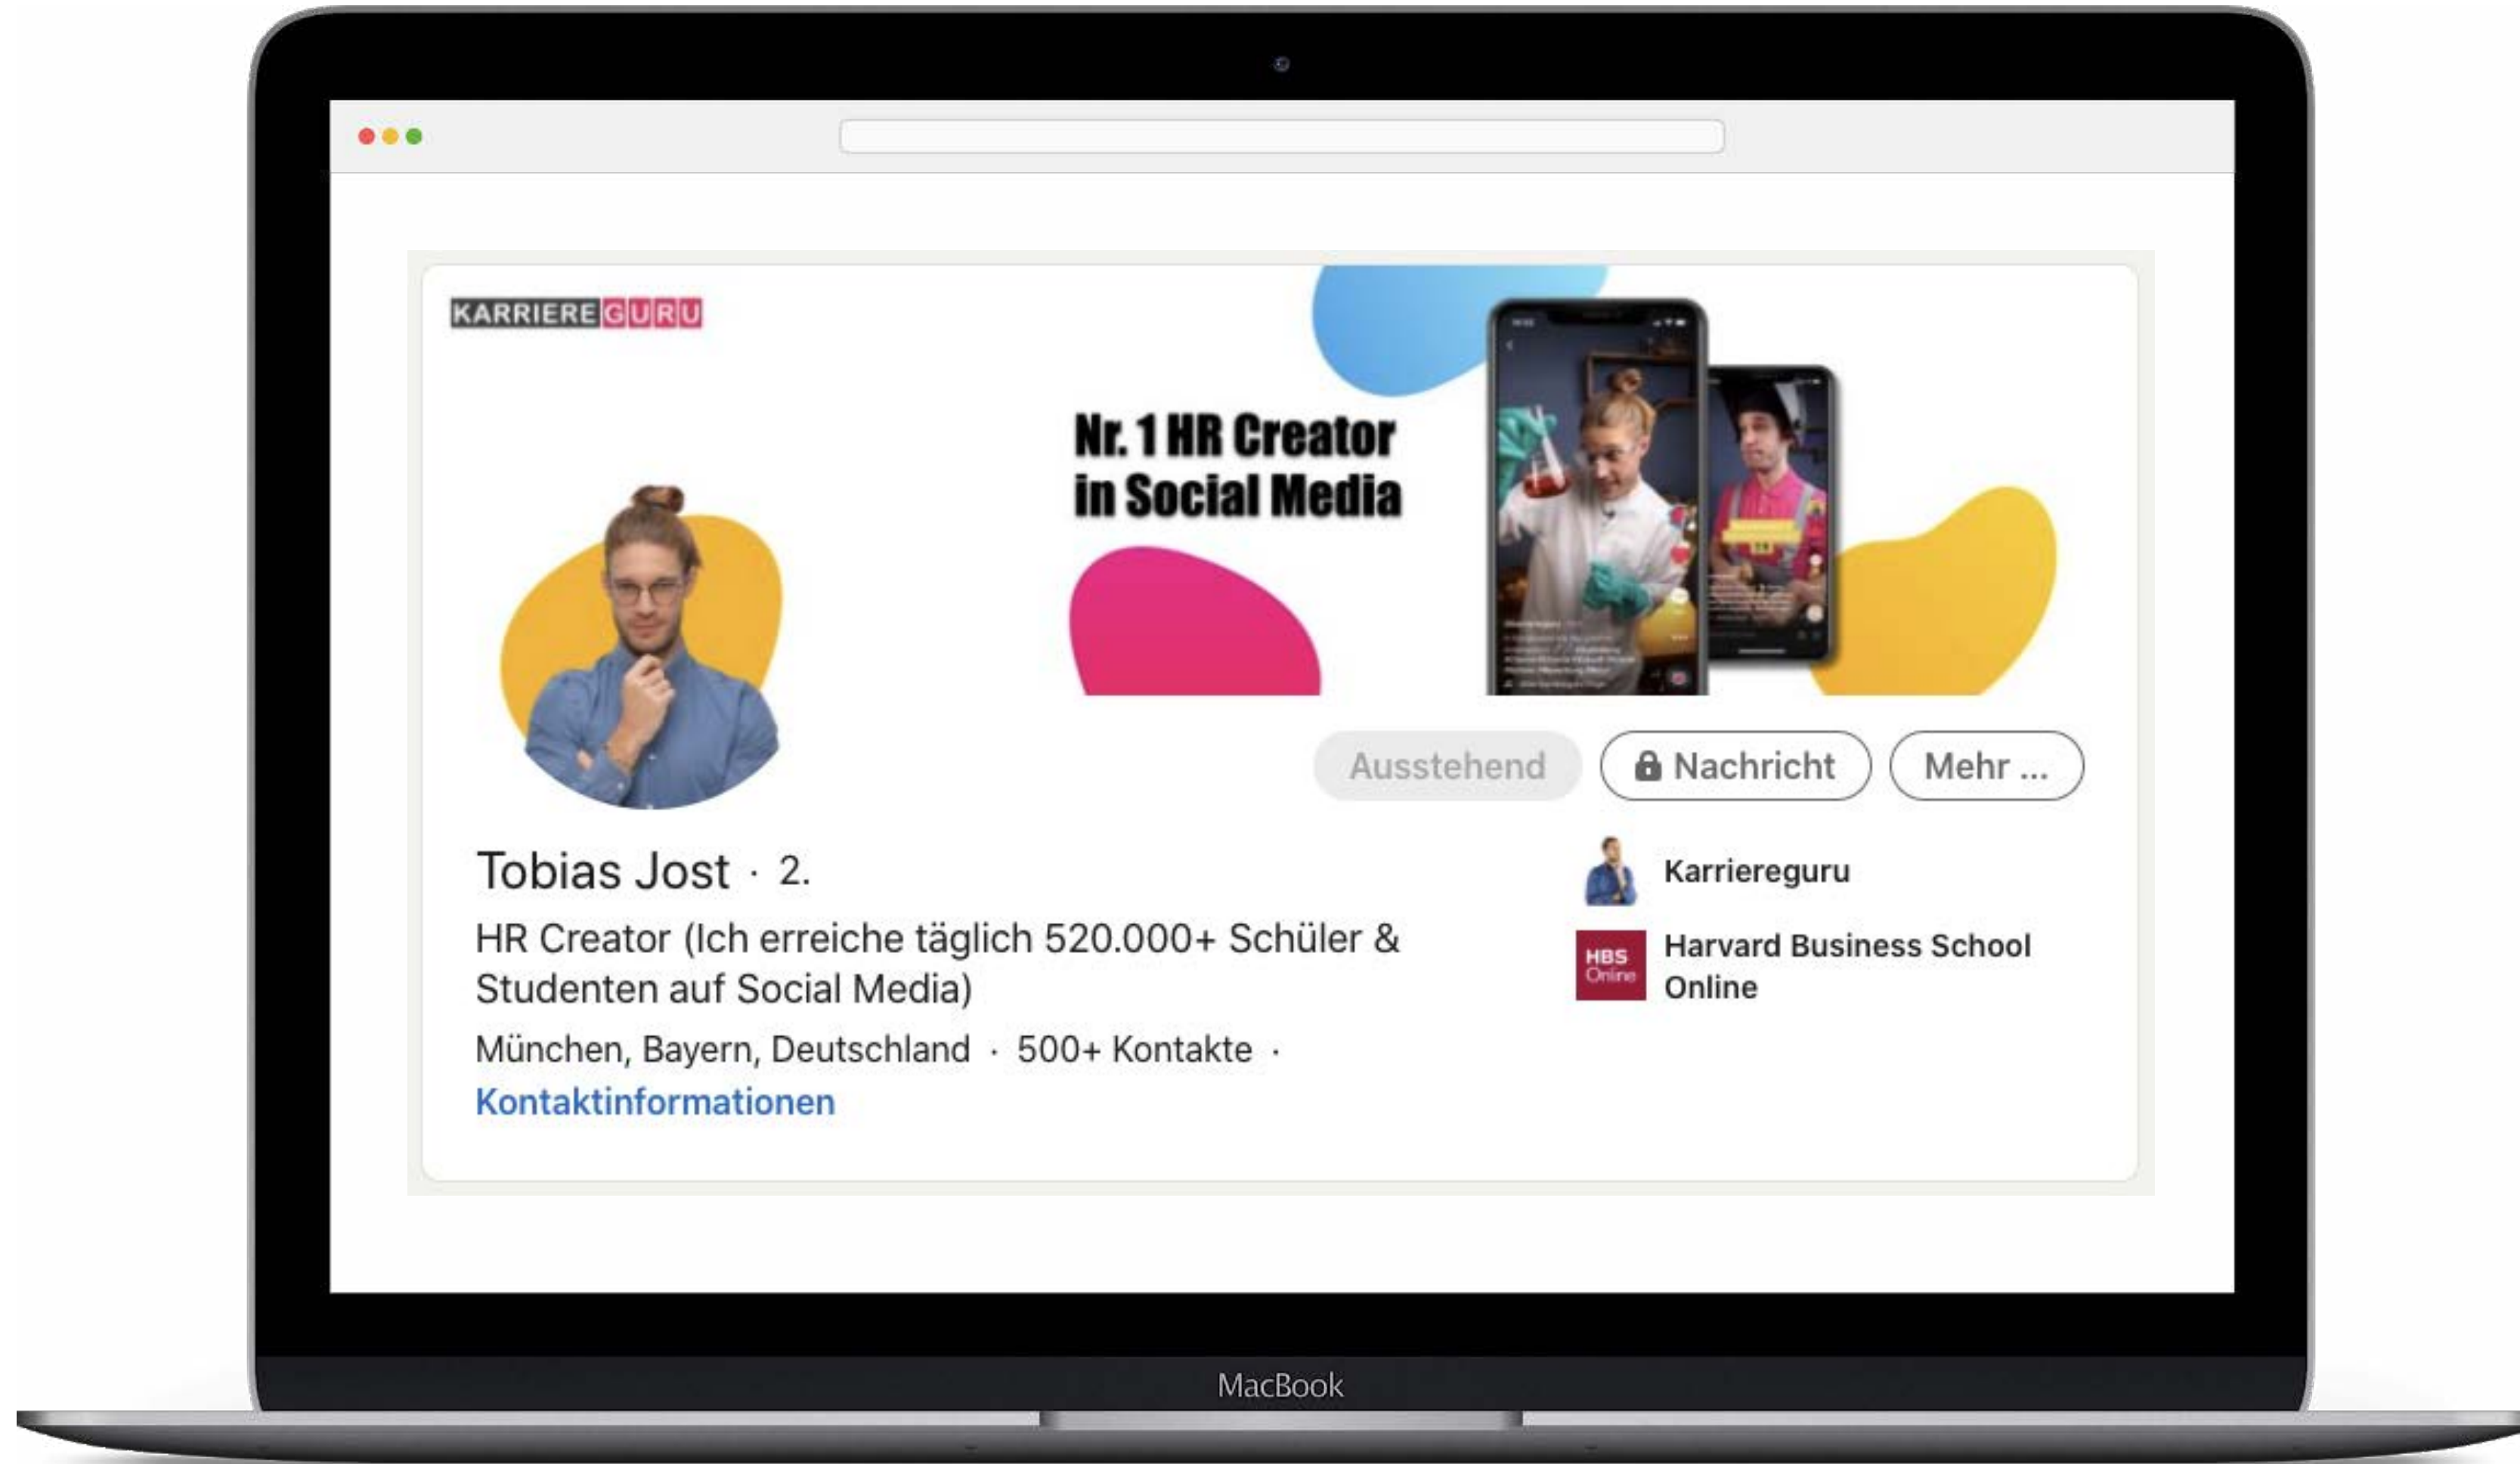 KARRIEREGURU
Nr. 1 HR Creator
in Social Media
Ausstehend
Nachricht
Mehr ...
Tobias Jost · 2.
HR Creator (Ich erreiche täglich 520.000+ Schüler &
Studenten auf Social Media)
München, Bayern, Deutschland · 500+ Kontakte ·
Kontaktinformationen
Karriereguru
HBS
Online
Harvard Business School
Online
MacBook